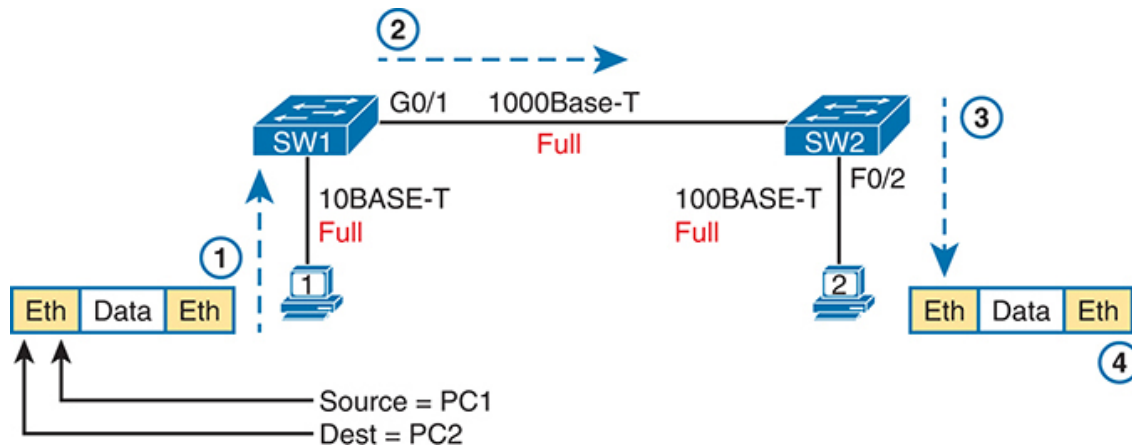 2
G0/1 1000Base-T
SW1
Full
SW2
3
10BASE-T
Full
100BASE-T
Full
F0/2
1
1
2
Eth Data Eth
Eth Data Eth
4
Source = PC1
Dest = PC2